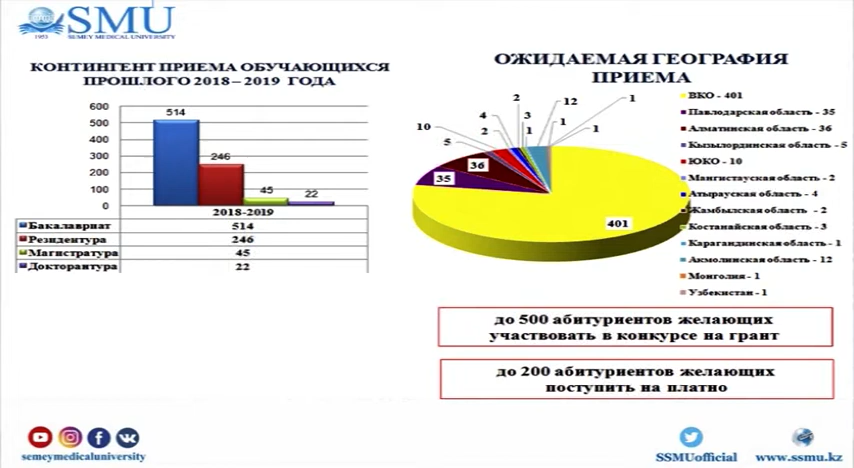 SMU
1953
SEMEY MEDICAL UNIVERSITY
КОНТИНГЕНТ ПРИЕМА ОБУЧАЮЩИХСЯ
ПРОШЛОГО 2018 – 2019 ГОДА
600
500
400
300
200
100
0
514
246
45
22
2018-2019
Бакалавриат 514
Резидентура 246
Магистратура 45
Докторантура 22
ОЖИДАЕМАЯ ГЕОГРАФИЯ
ПРИЕМА
2
4
3
12
1
10
2
1
1
5
1
36
35
401
ВКО - 401
Павлодарская область - 35
Алматинская область - 36
Кызылординская область - 5
ЮКО - 10
Мангистауская область - 2
Атырауская область - 4
Жамбылская область - 2
Костанайская область - 3
Карагандинская область - 1
Акмолинская область - 12
Монголия - 1
Узбекистан - 1
до 500 абитуриентов желающих
участвовать в конкурсе на грант
до 200 абитуриентов желающих
поступить на платно
semeymedicaluniversity
SSMUofficial
www.ssmu.kz